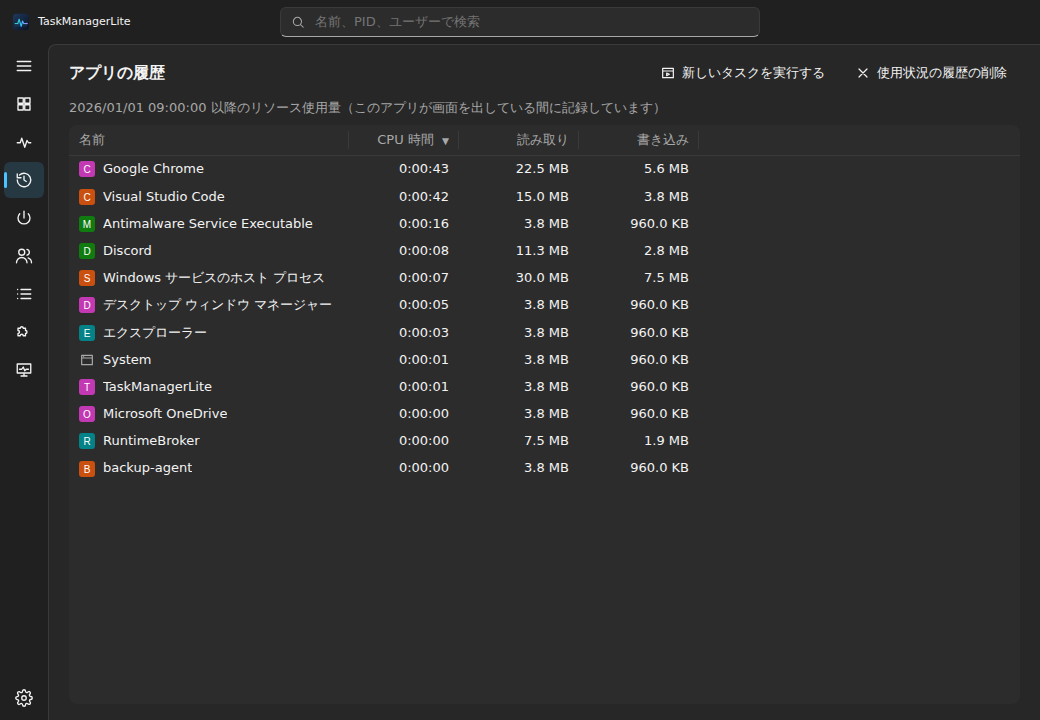 TaskManagerLite
名前、PID、ユーザーで検索
アプリの履歴
新しいタスクを実行する
使用状況の履歴の削除
2026/01/01 09:00:00 以降のリソース使用量（このアプリが画面を出している間に記録しています）
名前 CPU 時間 ▼ 読み取り 書き込み
C Google Chrome 0:00:43 22.5 MB 5.6 MB
C Visual Studio Code 0:00:42 15.0 MB 3.8 MB
M Antimalware Service Executable 0:00:16 3.8 MB 960.0 KB
D Discord 0:00:08 11.3 MB 2.8 MB
S Windows サービスのホスト プロセス 0:00:07 30.0 MB 7.5 MB
D デスクトップ ウィンドウ マネージャー 0:00:05 3.8 MB 960.0 KB
E エクスプローラー 0:00:03 3.8 MB 960.0 KB
System 0:00:01 3.8 MB 960.0 KB
T TaskManagerLite 0:00:01 3.8 MB 960.0 KB
O Microsoft OneDrive 0:00:00 3.8 MB 960.0 KB
R RuntimeBroker 0:00:00 7.5 MB 1.9 MB
B backup-agent 0:00:00 3.8 MB 960.0 KB